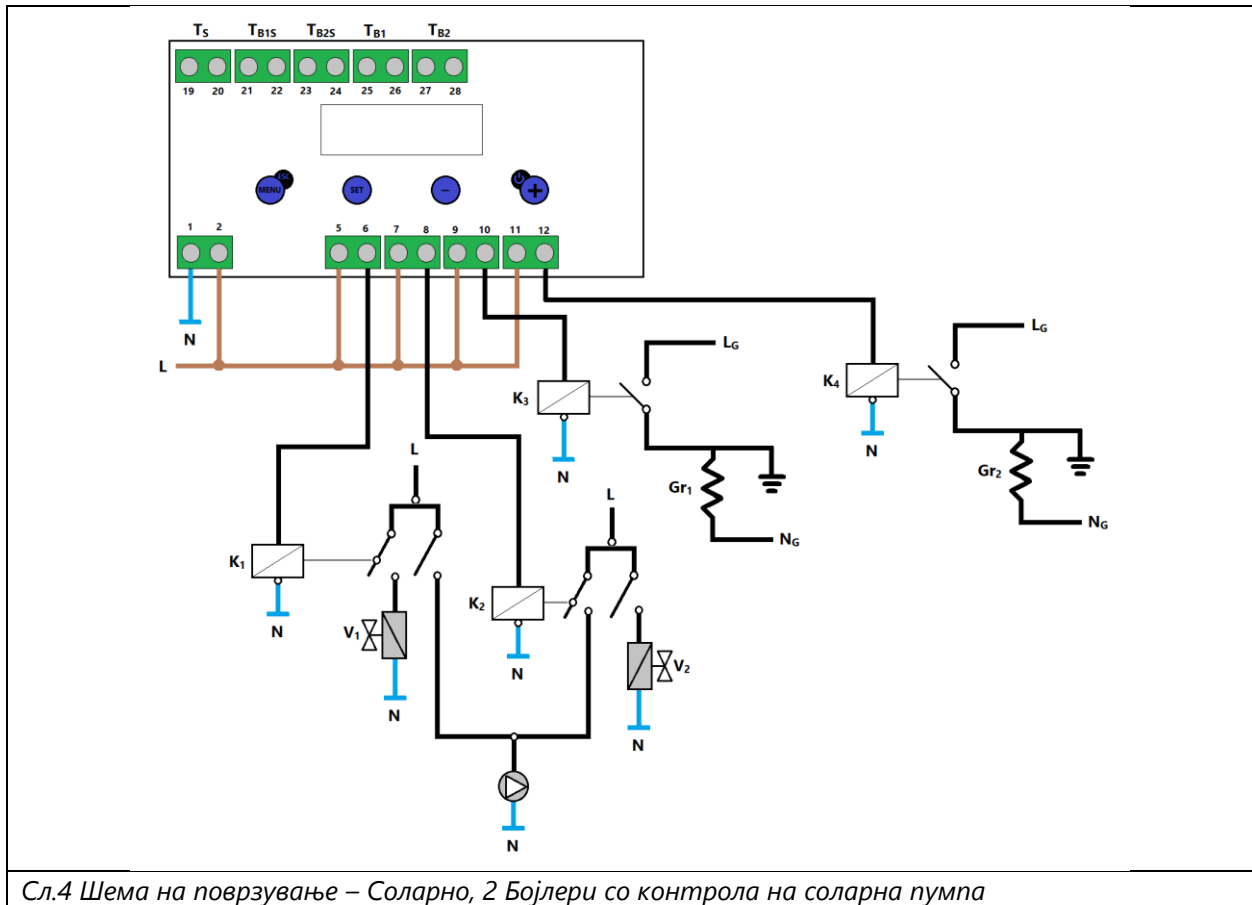 TS TB1S TB2S TB1 TB2
19 20 21 22 23 24 25 26 27 28
MENU ESC SET - +
1 2 5 6 7 8 9 10 11 12
N
L
LG
LG
K3
K4
N
N
Gr1
Gr2
NG
NG
L
L
K1
K2
N
N
V1
V2
N
N
N
Сл.4 Шема на поврзување – Соларно, 2 Бојлери со контрола на соларна пумпа